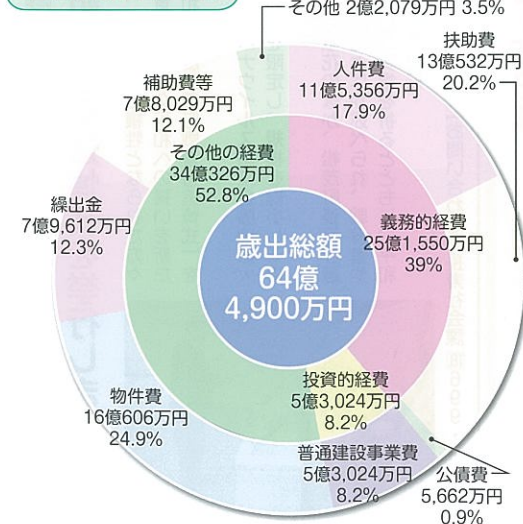 その他 2億2,079万円 3.5%
人件費
11億5,356万円
17.9%
扶助費
13億532万円
20.2%
補助費等
7億8,029万円
12.1%
その他の経費
34億326万円
52.8%
繰出金
7億9,612万円
12.3%
義務的経費
25億1,550万円
39%
歳出総額
64億
4,900万円
物件費
16億606万円
24.9%
投資的経費
5億3,024万円
8.2%
普通建設事業費
5億3,024万円
8.2%
公債費
5,662万円
0.9%